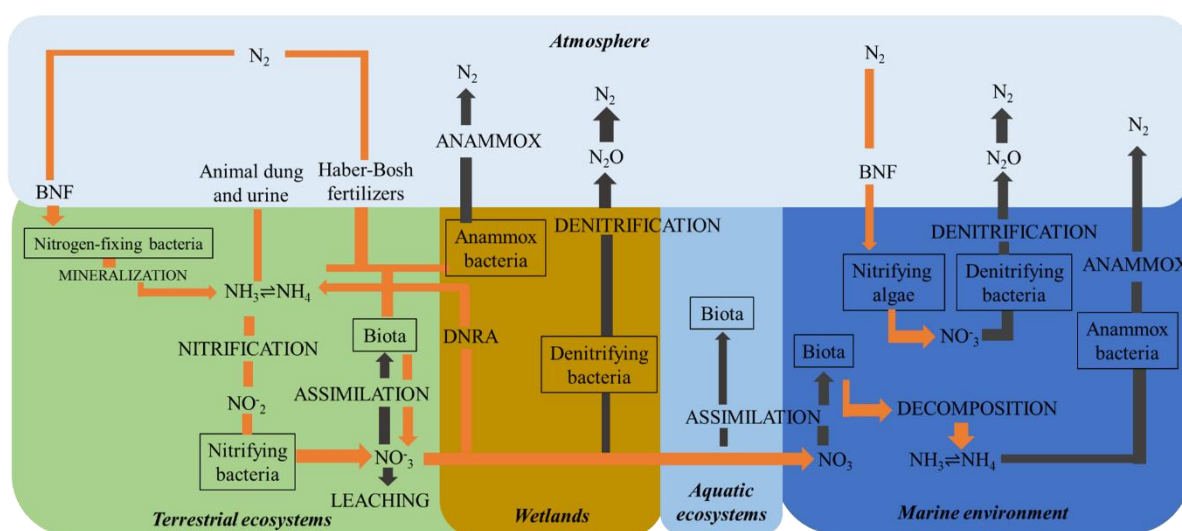 Atmosphere
N₂
BNF
Animal dung
and urine
Haber-Bosh
fertilizers
N₂
ANAMMOX
N₂
N₂O
DENITRIFICATION
N₂
BNF
N₂
N₂O
DENITRIFICATION
N₂
ANAMMOX
Nitrogen-fixing bacteria
MINERALIZATION
NH₃⇌NH₄
NITRIFICATION
NO⁻₂
Nitrifying
bacteria
Biota
ASSIMILATION
NO⁻₃
LEACHING
Terrestrial ecosystems
Anammox
bacteria
DNRA
Denitrifying
bacteria
Wetlands
Biota
ASSIMILATION
Aquatic
ecosystems
Nitrifying
algae
Denitrifying
bacteria
NO⁻₃
Biota
DECOMPOSITION
NO₃
NH₃⇌NH₄
Anammox
bacteria
Marine environment